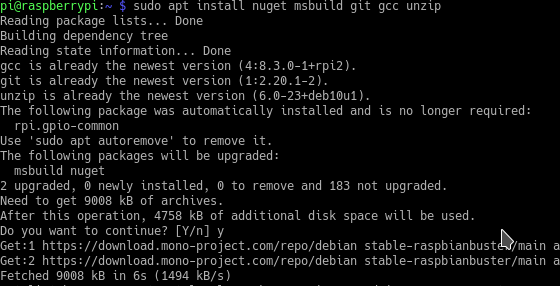 pi@raspberrypi:~ $ sudo apt install nuget msbuild git gcc unzip
Reading package lists... Done
Building dependency tree
Reading state information... Done
gcc is already the newest version (4:8.3.0-1+rpi2).
git is already the newest version (1:2.20.1-2).
unzip is already the newest version (6.0-23+deb10u1).
The following package was automatically installed and is no longer required:
  rpi.gpio-common
Use 'sudo apt autoremove' to remove it.
The following packages will be upgraded:
  msbuild nuget
2 upgraded, 0 newly installed, 0 to remove and 183 not upgraded.
Need to get 9008 kB of archives.
After this operation, 4758 kB of additional disk space will be used.
Do you want to continue? [Y/n] y
Get:1 https://download.mono-project.com/repo/debian stable-raspbianbuster/main a
Get:2 https://download.mono-project.com/repo/debian stable-raspbianbuster/main a
Fetched 9008 kB in 6s (1494 kB/s)